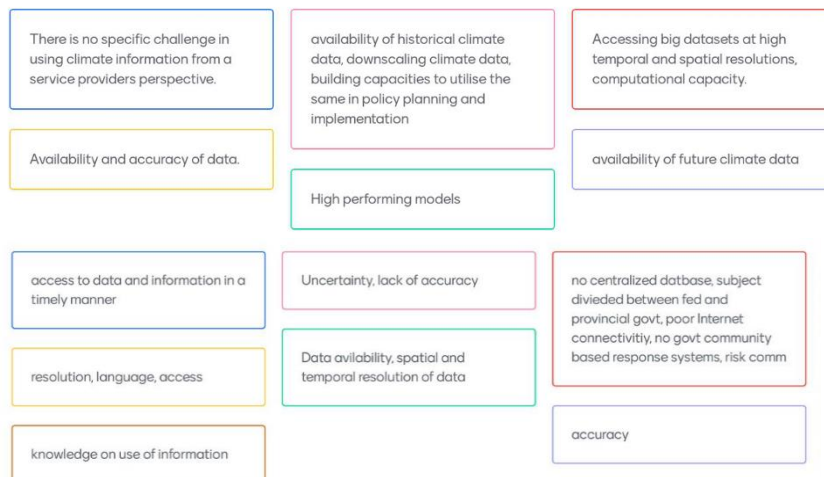 There is no specific challenge in
using climate information from a
service providers perspective.
availability of historical climate
data, downscaling climate data,
building capacities to utilise the
same in policy planning and
implementation
Accessing big datasets at high
temporal and spatial resolutions,
computational capacity.
Availability and accuracy of data.
High performing models
availability of future climate data
access to data and information in a
timely manner
Uncertainty, lack of accuracy
no centralized datbase, subject
divieded between fed and
provincial govt, poor Internet
connectivitiy, no govt community
based response systems, risk comm
resolution, language, access
Data avilability, spatial and
temporal resolution of data
knowledge on use of information
accuracy